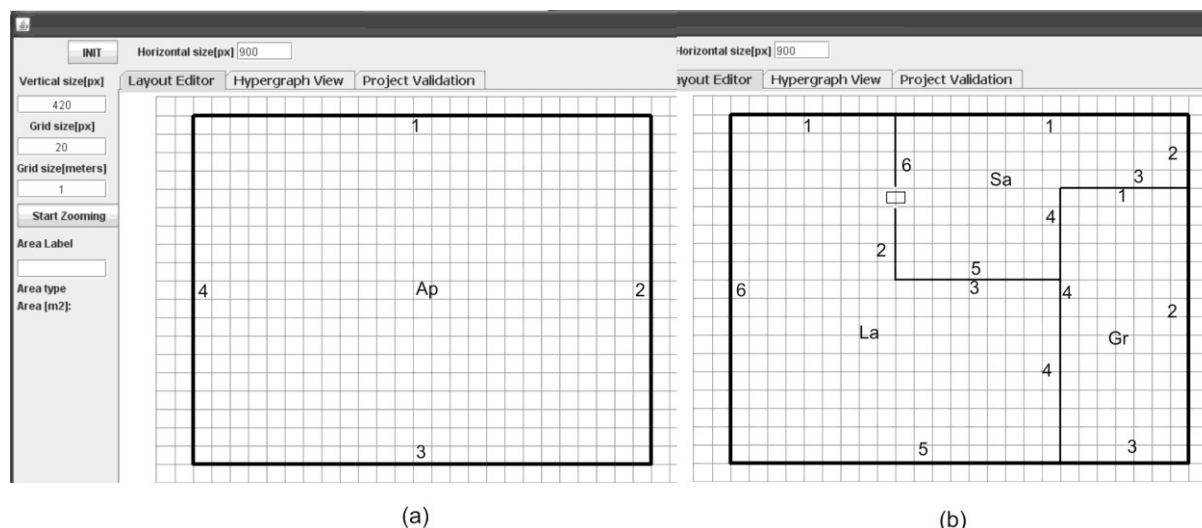 INIT
Horizontal size[px] 900
Vertical size[px]
420
Grid size[px]
20
Grid size[meters]
1
Start Zooming
Area Label
Area type
Area [m2]:
Layout Editor Hypergraph View Project Validation
1
4 Ap 2
3
(a)
Horizontal size[px] 900
ayout Editor Hypergraph View Project Validation
1 1
6 2
Sa 3
4 1
2 5
3
6 4
2
La Gr
4
5 3
(b)